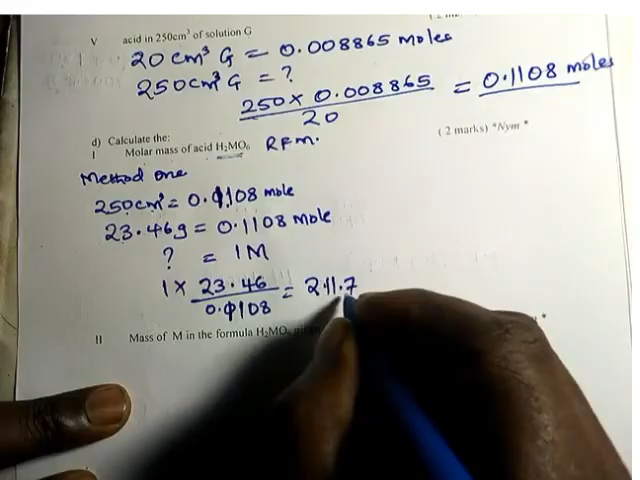 V acid in 250cm³ of solution G
20 cm³ G = 0.008865 moles
250cm³ G = ?
250 × 0.008865 = 0.1108 moles
20
d) Calculate the:
I Molar mass of acid H₂MO₆ RFM. ( 2 marks) *Nym *
Method one
250cm³ = 0.1108 mole
23.46g = 0.1108 mole
? = 1M
1 × 23.46 = 211.7
0.1108
II Mass of M in the formula H₂MO₆ given